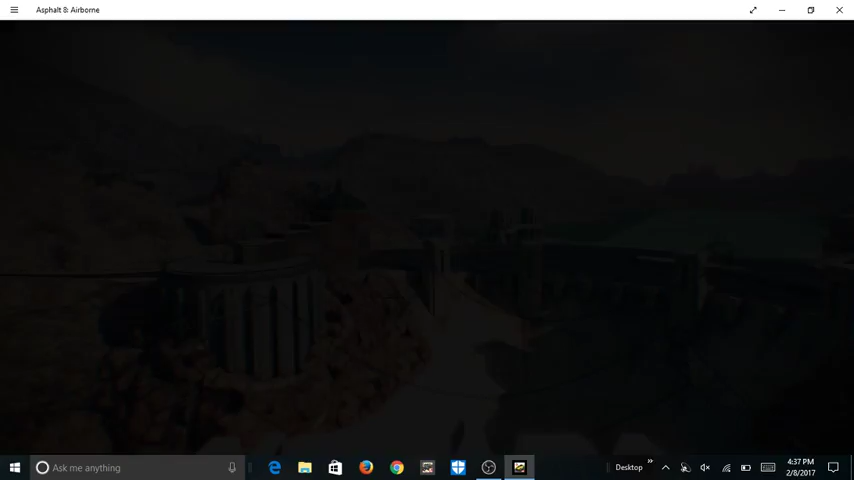 Asphalt 8: Airborne
Ask me anything
Desktop
4:37 PM
2/8/2017